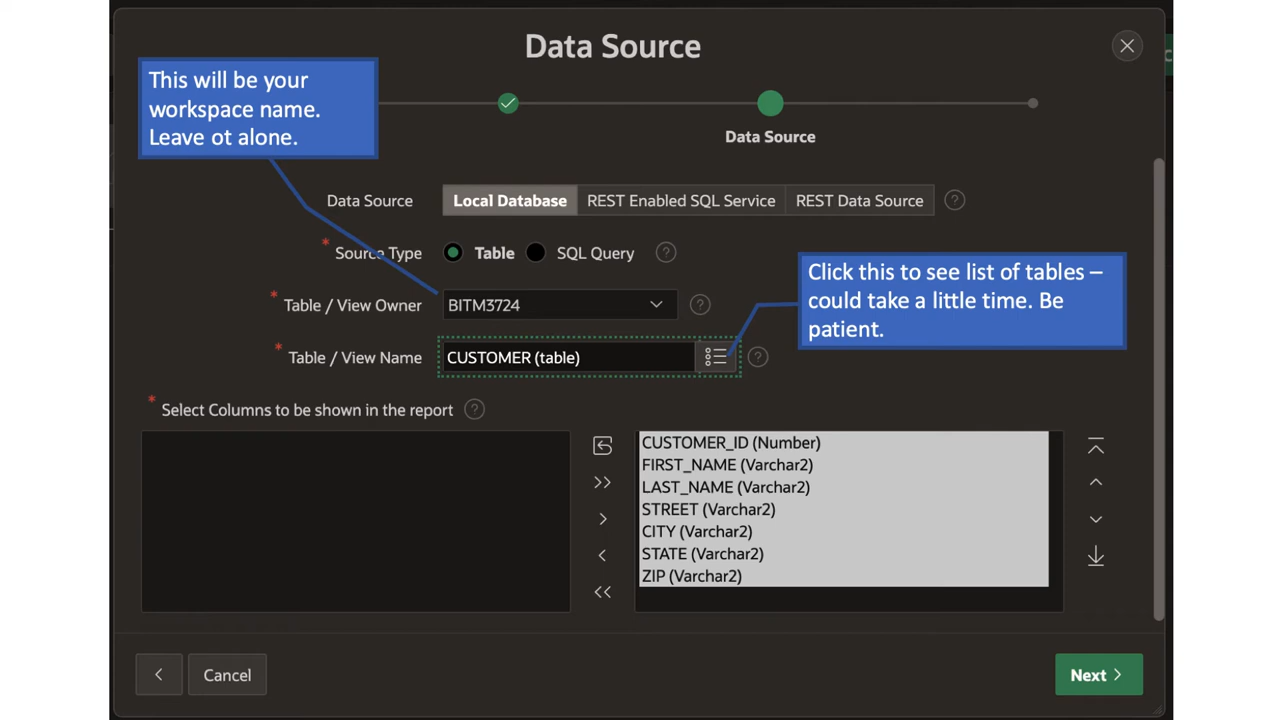 Data Source
This will be your
workspace name.
Leave ot alone.
Data Source
Data Source Local Database REST Enabled SQL Service REST Data Source ?
* Source Type Table SQL Query ?
Click this to see list of tables –
could take a little time. Be
patient.
* Table / View Owner BITM3724 ?
* Table / View Name CUSTOMER (table) ?
* Select Columns to be shown in the report ?
CUSTOMER_ID (Number)
FIRST_NAME (Varchar2)
LAST_NAME (Varchar2)
STREET (Varchar2)
CITY (Varchar2)
STATE (Varchar2)
ZIP (Varchar2)
Cancel
Next